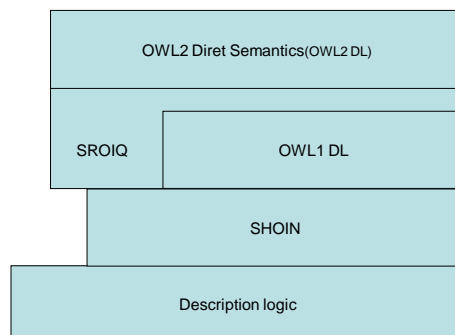 OWL2 Diret Semantics(OWL2 DL)
SROIQ
OWL1 DL
SHOIN
Description logic